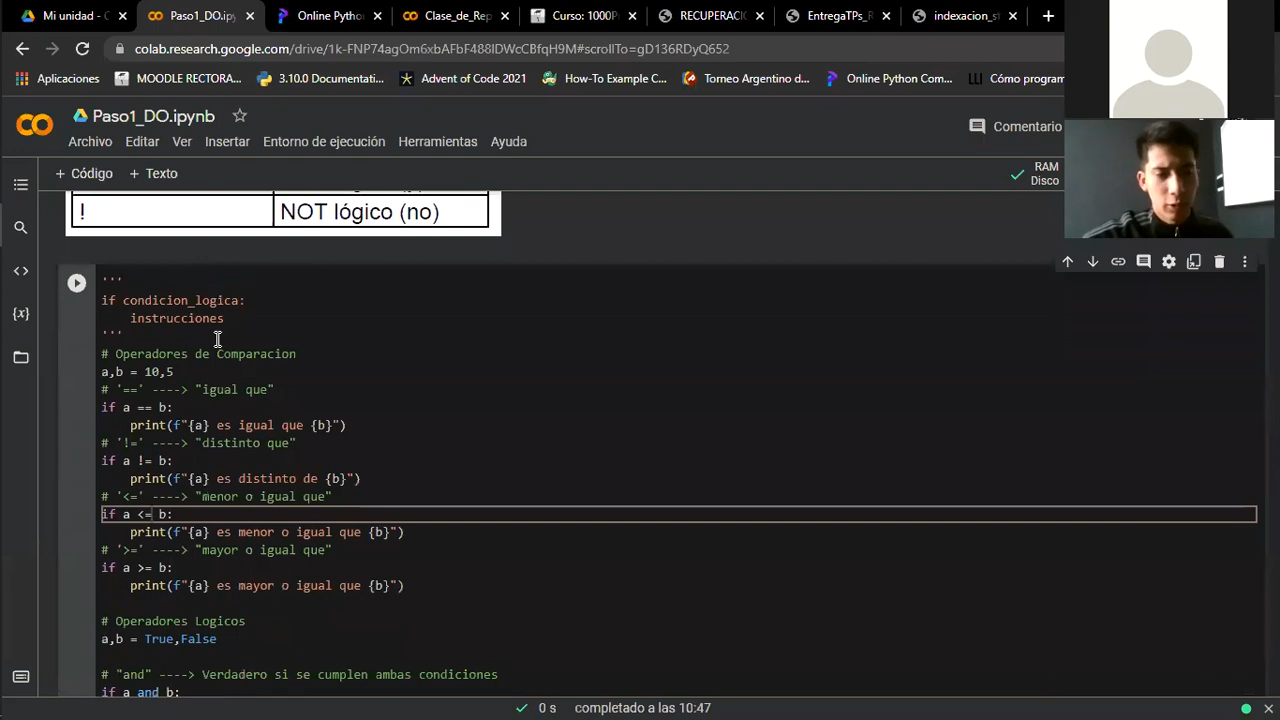 Mi unidad - G
Paso1_DO.ipy
Online Python
Clase_de_Rep
Curso: 1000P
RECUPERACIÓ
EntregaTPs_R
indexacion_s
colab.research.google.com/drive/1k-FNP74agOm6xbAFbF488IDWcCBfqH9M#scrollTo=gD136RDyQ652
Aplicaciones
MOODLE RECTORA...
3.10.0 Documentati...
Advent of Code 2021
How-To Example C...
Torneo Argentino d...
Online Python Com...
Cómo program
CO Paso1_DO.ipynb
Comentario
Archivo Editar Ver Insertar Entorno de ejecución Herramientas Ayuda
+ Código + Texto
RAM
Disco
! NOT lógico (no)
'''
if condicion_logica:
    instrucciones
'''
# Operadores de Comparacion
a,b = 10,5
# '==' ----> "igual que"
if a == b:
    print(f"{a} es igual que {b}")
# '!=' ----> "distinto que"
if a != b:
    print(f"{a} es distinto de {b}")
# '<=' ----> "menor o igual que"
if a <= b:
    print(f"{a} es menor o igual que {b}")
# '>=' ----> "mayor o igual que"
if a >= b:
    print(f"{a} es mayor o igual que {b}")
# Operadores Logicos
a,b = True,False
# "and" ----> Verdadero si se cumplen ambas condiciones
if a and b:
0 s completado a las 10:47